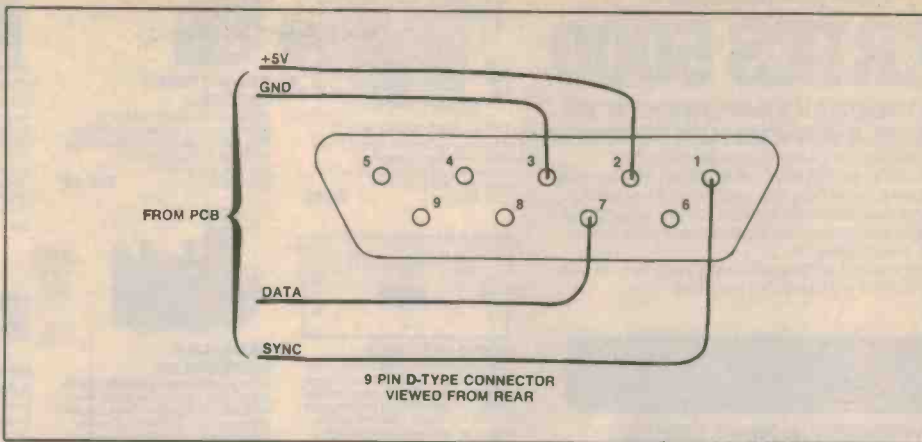 +5V
GND
5 4 3 2 1
9 8 7 6
FROM PCB
DATA
SYNC
9 PIN D-TYPE CONNECTOR
VIEWED FROM REAR